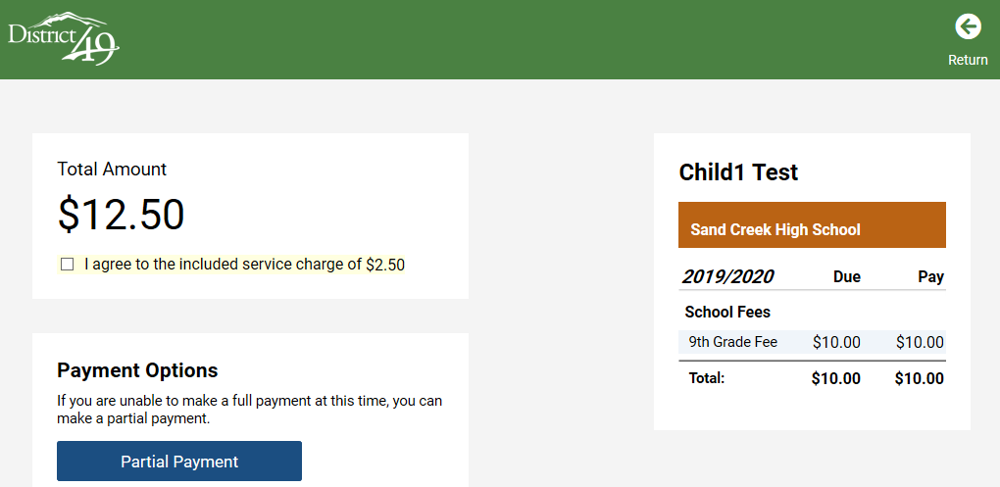 District 49
Return
Total Amount
$12.50
I agree to the included service charge of $2.50
Payment Options
If you are unable to make a full payment at this time, you can
make a partial payment.
Partial Payment
Child1 Test
Sand Creek High School
2019/2020 Due Pay
School Fees
9th Grade Fee $10.00 $10.00
Total: $10.00 $10.00